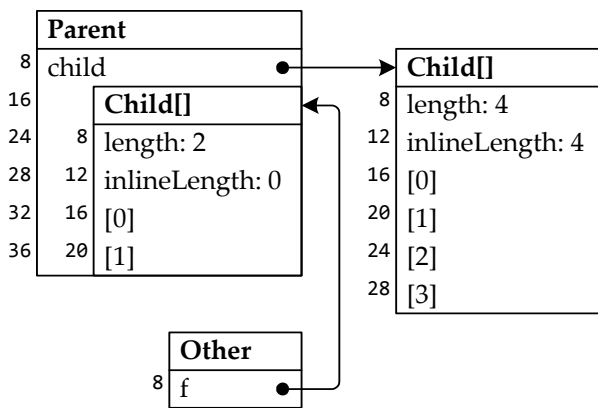 Parent
8 child
16 Child[]
24 8 length: 2
28 12 inlineLength: 0
32 16 [0]
36 20 [1]
Child[]
8 length: 4
12 inlineLength: 4
16 [0]
20 [1]
24 [2]
28 [3]
Other
8 f